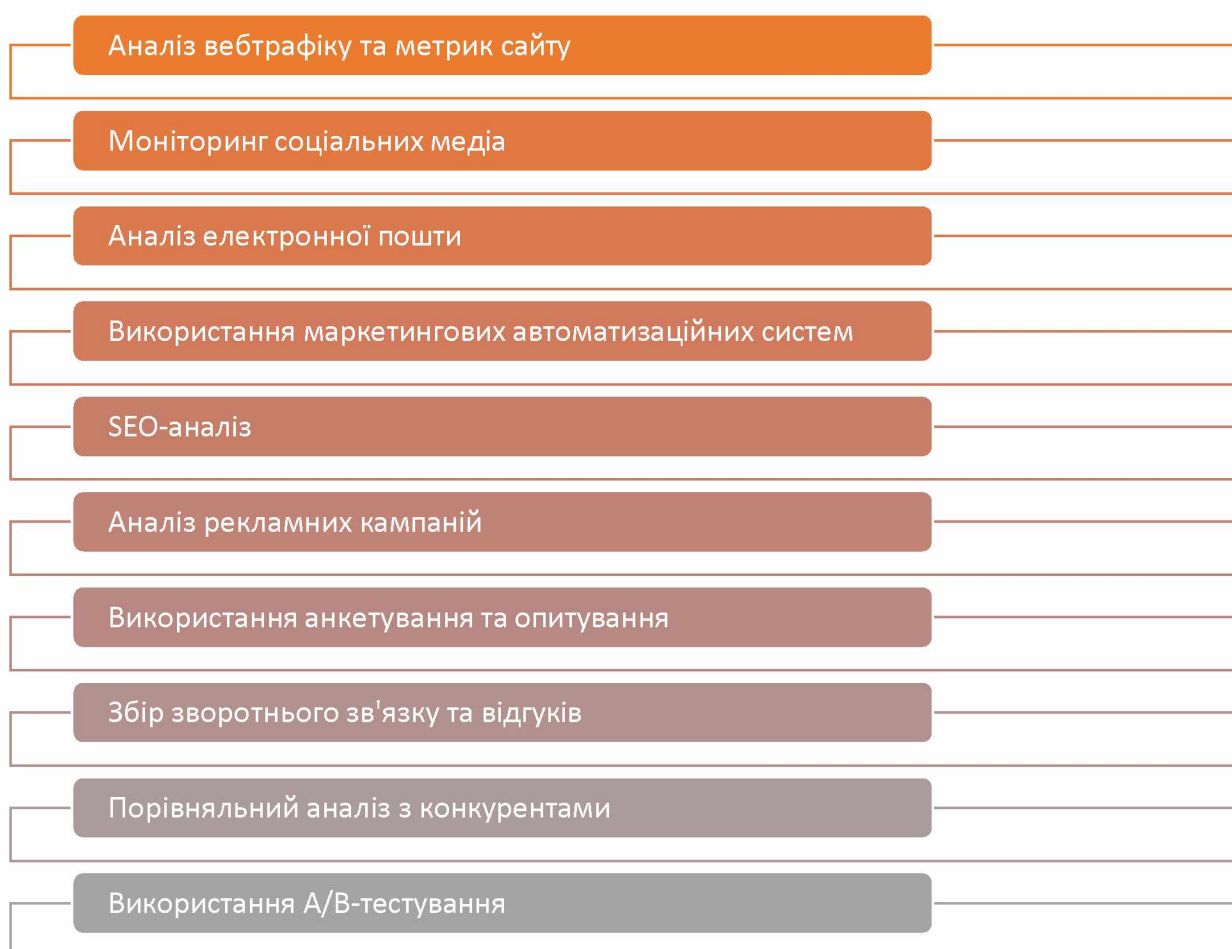 Аналіз вебтрафіку та метрик сайту
Моніторинг соціальних медіа
Аналіз електронної пошти
Використання маркетингових автоматизаційних систем
SEO-аналіз
Аналіз рекламних кампаній
Використання анкетування та опитування
Збір зворотнього зв'язку та відгуків
Порівняльний аналіз з конкурентами
Використання А/В-тестування